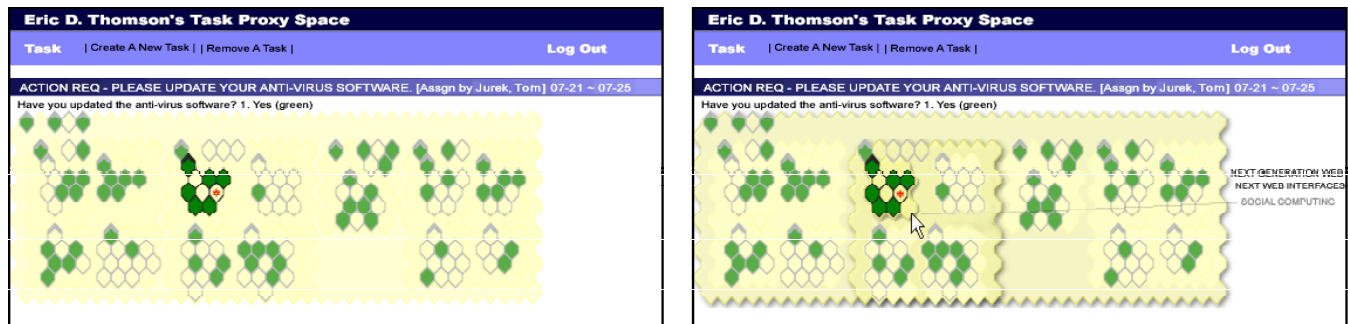 Eric D. Thomson's Task Proxy Space
Task | Create A New Task | | Remove A Task | Log Out
ACTION REQ - PLEASE UPDATE YOUR ANTI-VIRUS SOFTWARE. [Assgn by Jurek, Tom] 07-21 ~ 07-25
Have you updated the anti-virus software? 1. Yes (green)
Eric D. Thomson's Task Proxy Space
Task | Create A New Task | | Remove A Task | Log Out
ACTION REQ - PLEASE UPDATE YOUR ANTI-VIRUS SOFTWARE. [Assgn by Jurek, Tom] 07-21 ~ 07-25
Have you updated the anti-virus software? 1. Yes (green)
NEXT GENERATION WEB
NEXT WEB INTERFACES
SOCIAL COMPUTING